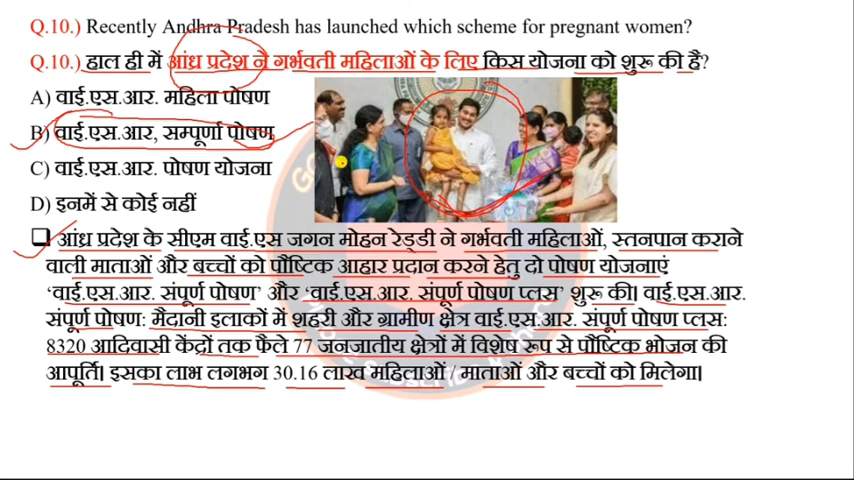 Q.10.) Recently Andhra Pradesh has launched which scheme for pregnant women?
Q.10.) हाल ही में आंध्र प्रदेश ने गर्भवती महिलाओं के लिए किस योजना को शुरू की है?
A) वाई.एस.आर. महिला पोषण
B) वाई.एस.आर, सम्पूर्णा पोषण
C) वाई.एस.आर. पोषण योजना
D) इनमें से कोई नहीं
❑ आंध्र प्रदेश के सीएम वाई.एस जगन मोहन रेड्डी ने गर्भवती महिलाओं, स्तनपान कराने
वाली माताओं और बच्चों को पौष्टिक आहार प्रदान करने हेतु दो पोषण योजनाएं
‘वाई.एस.आर. संपूर्ण पोषण’ और ‘वाई.एस.आर. संपूर्ण पोषण प्लस’ शुरू की। वाई.एस.आर.
संपूर्ण पोषण: मैदानी इलाकों में शहरी और ग्रामीण क्षेत्र वाई.एस.आर. संपूर्ण पोषण प्लस:
8320 आदिवासी केंद्रों तक फैले 77 जनजातीय क्षेत्रों में विशेष रूप से पौष्टिक भोजन की
आपूर्ति। इसका लाभ लगभग 30.16 लाख महिलाओं / माताओं और बच्चों को मिलेगा।